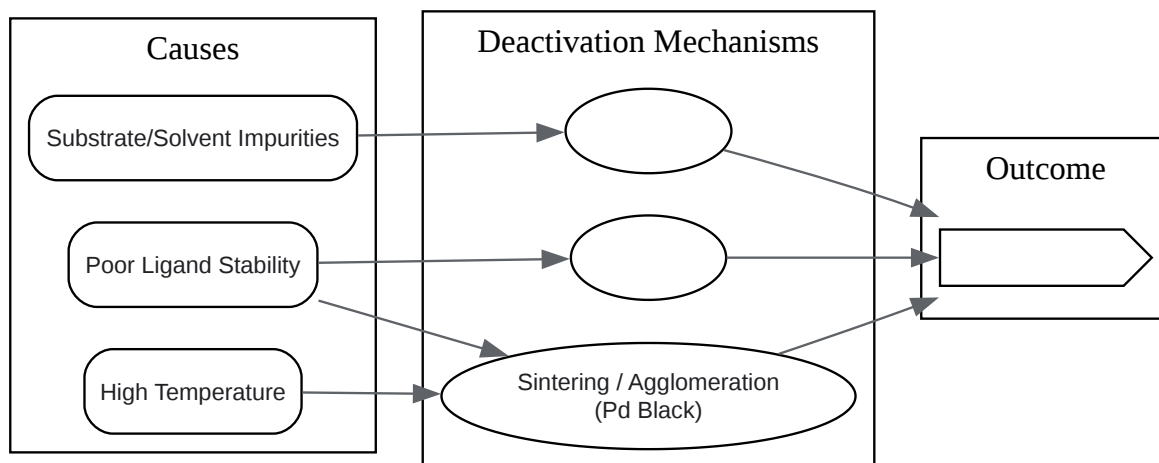 Causes
Substrate/Solvent Impurities
Poor Ligand Stability
High Temperature
Deactivation Mechanisms
Sintering / Agglomeration
(Pd Black)
Outcome